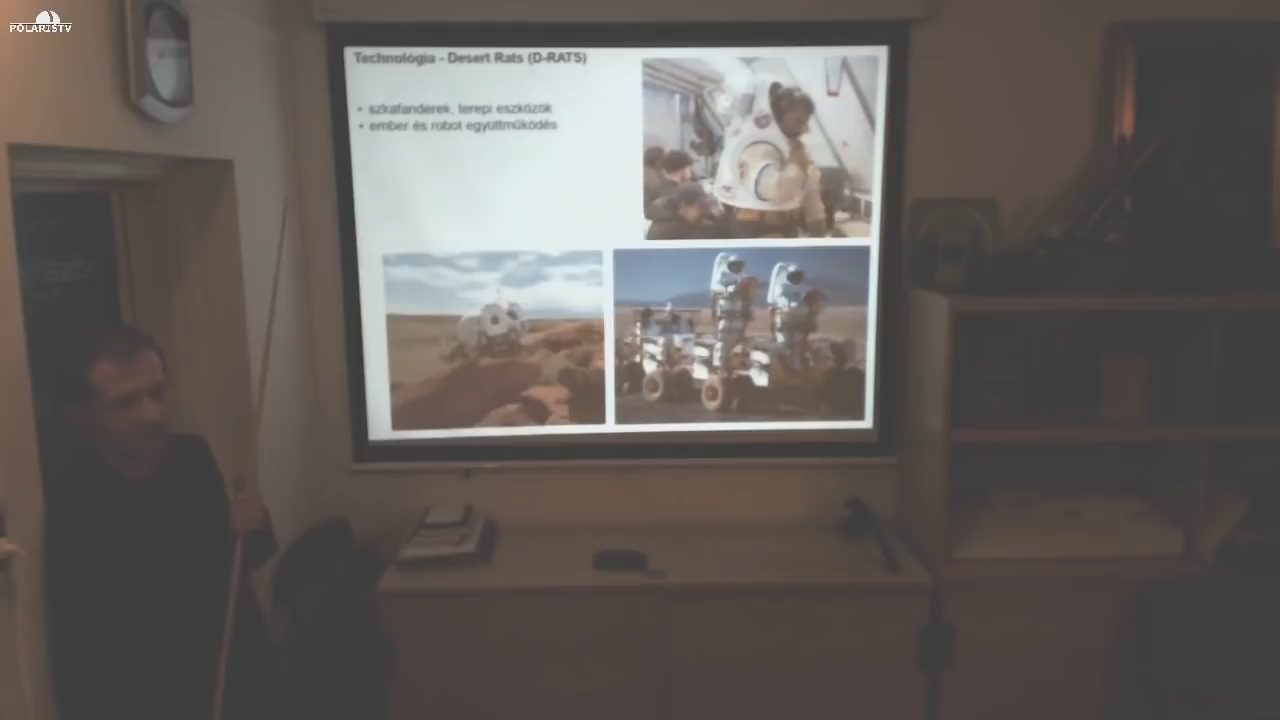 POLARISTV
Technológia - Desert Rats (D-RATS)
• szkafanderek, terepi eszközök
• ember és robot együttműködés